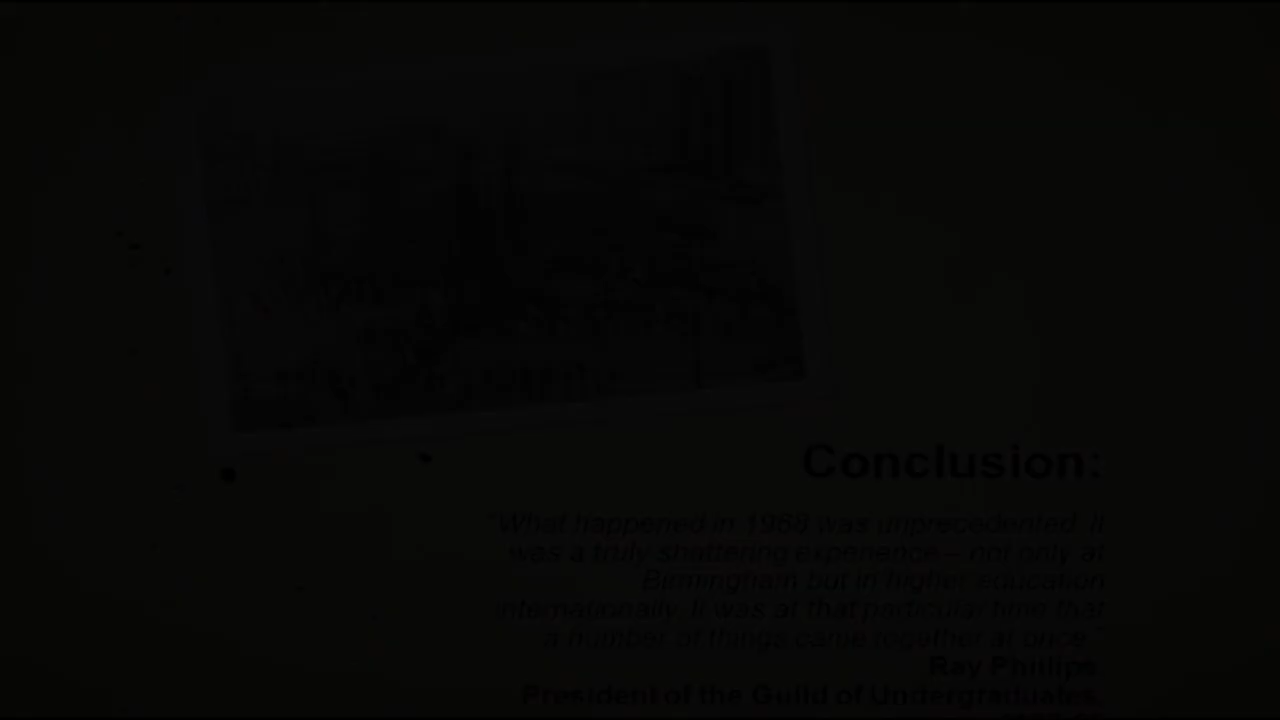 Conclusion:
"What happened in 1968 was unprecedented. It
was a truly shattering experience – not only at
Birmingham but in higher education
internationally. It was at that particular time that
a number of things came together at once."
Ray Phillips.
President of the Guild of Undergraduates,